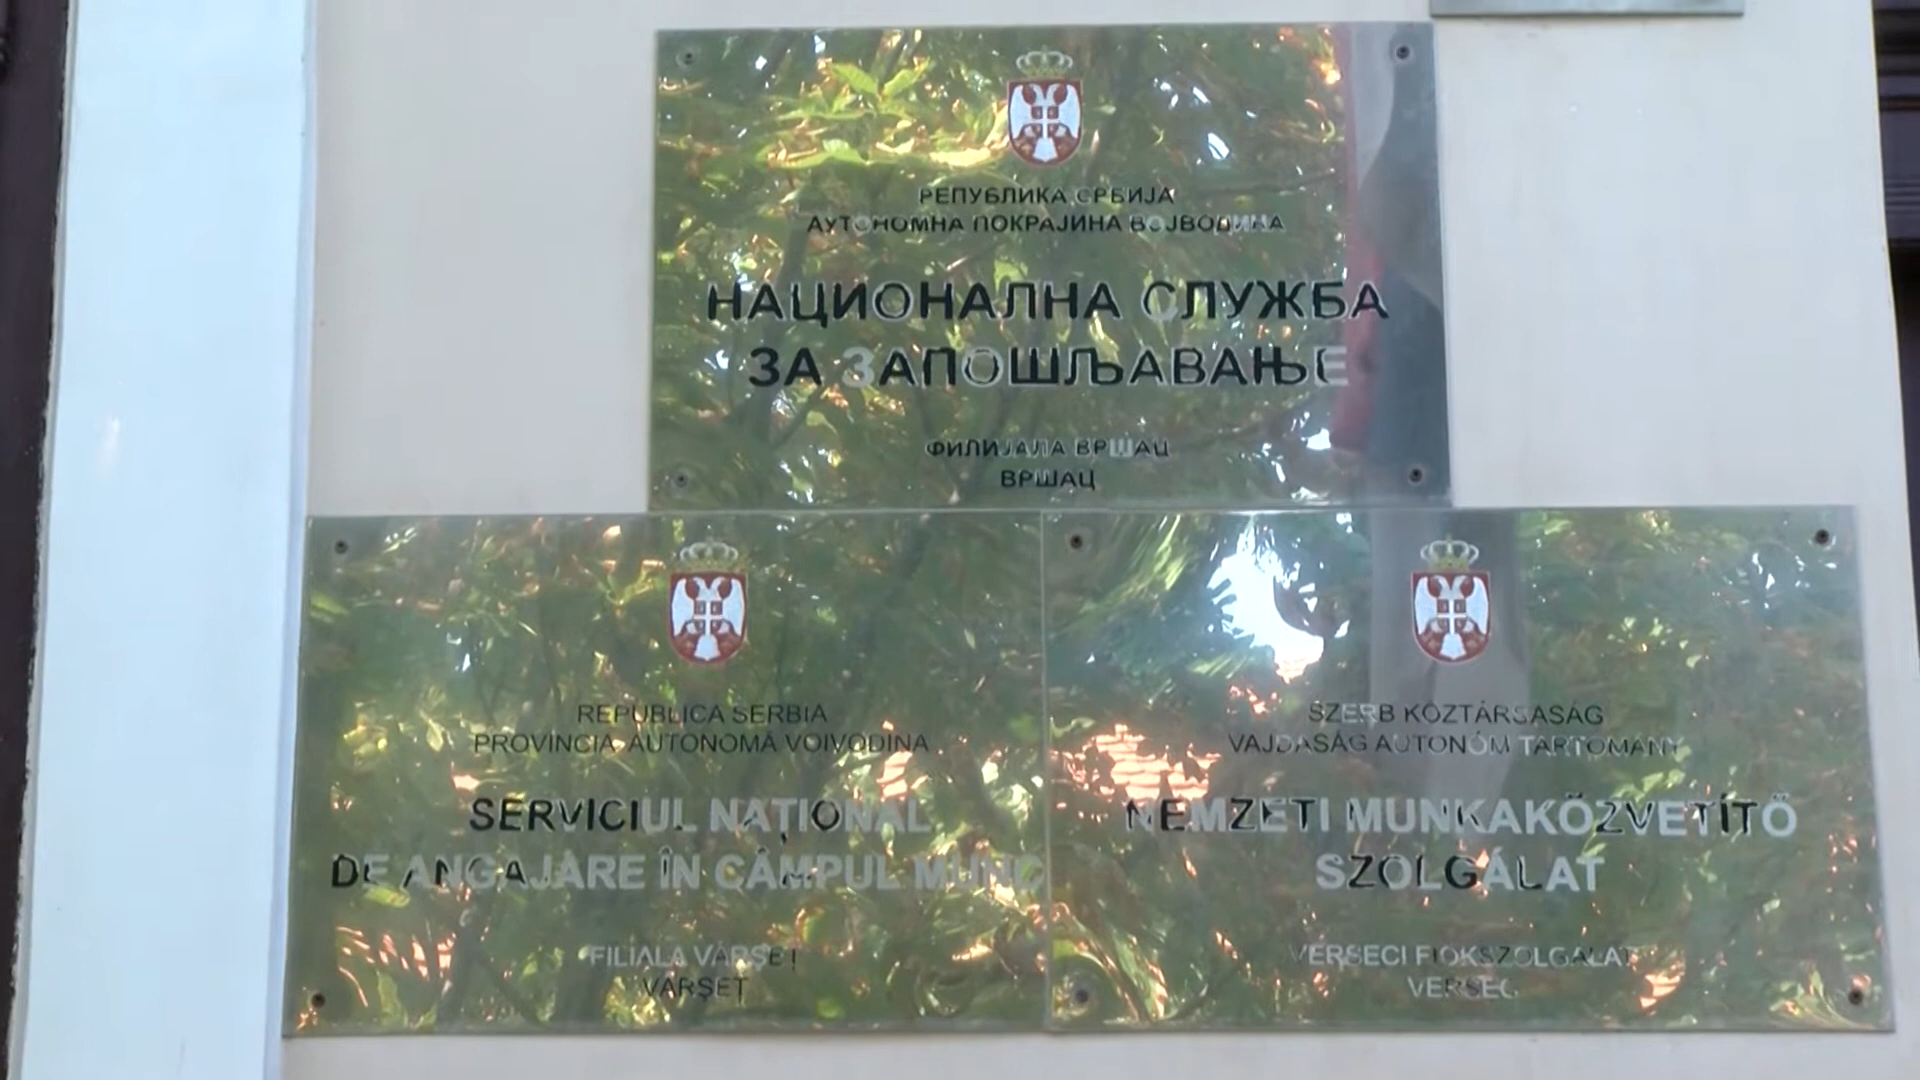 РЕПУБЛИКА СРБИЈА
АУТОНОМНА ПОКРАЈИНА ВОЈВОДИНА
НАЦИОНАЛНА СЛУЖБА
ЗА ЗАПОШЉАВАЊЕ
ФИЛИЈАЛА ВРШАЦ
ВРШАЦ
REPUBLICA SERBIA
PROVINCIA AUTONOMĂ VOIVODINA
SERVICIUL NAȚIONAL
DE ANGAJARE ÎN CÂMPUL MUNC
FILIALA VÂRȘEȚ
VÂRȘEȚ
SZERB KÖZTÁRSASÁG
VAJDASÁG AUTONÓM TARTOMÁNY
NEMZETI MUNKAKÖZVETÍTŐ
SZOLGÁLAT
VERSECI FIÓKSZOLGÁLAT
VERSEC